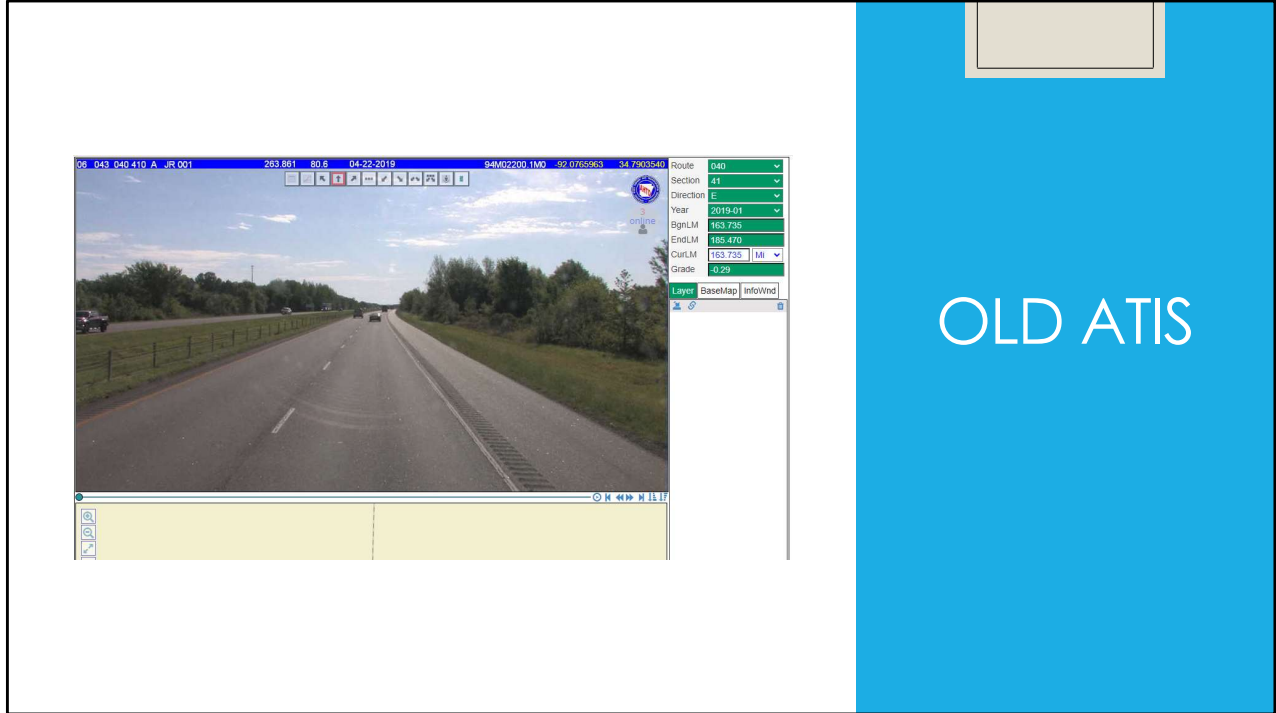 06 043 040 410 A JR 001 263.861 80.6 04-22-2019 94M02200.1M0 -92.0765963 34.7903540
3
online
Route 040
Section 41
Direction E
Year 2019-01
BgnLM 163.735
EndLM 185.470
CurLM 163.735 Mi
Grade -0.29
Layer BaseMap InfoWnd
OLD ATIS